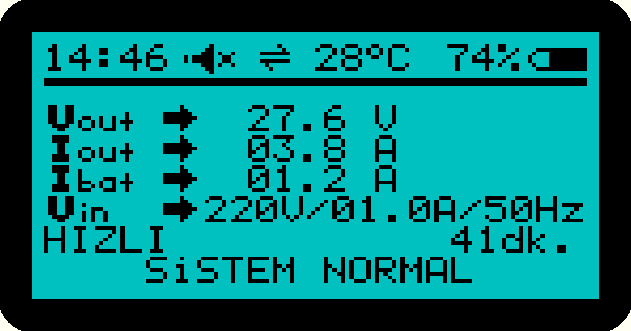 14:46 28°C 74%
Vout ➡ 27.6 V
Iout ➡ 03.8 A
Ibat ➡ 01.2 A
Vin ➡220V/01.0A/50Hz
HIZLI 41dk.
SiSTEM NORMAL